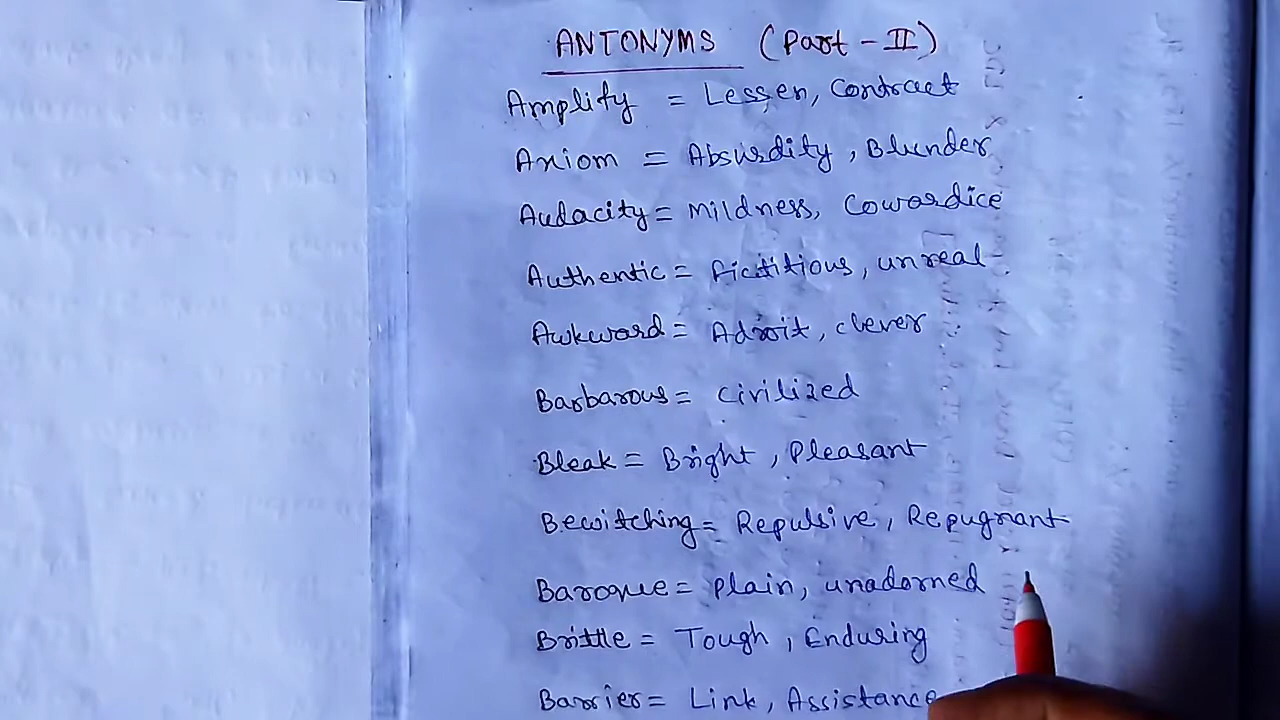 ANTONYMS (Part - II)
Amplify = Lessen, Contract
Axiom = Absurdity, Blunder
Audacity = Mildness, Cowardice
Authentic = Fictitious, unreal
Awkward = Adroit, clever
Barbarous = Civilized
Bleak = Bright, Pleasant
Bewitching = Repulsive, Repugnant
Baroque = Plain, unadorned
Brittle = Tough, Enduring
Barrier = Link, Assistance